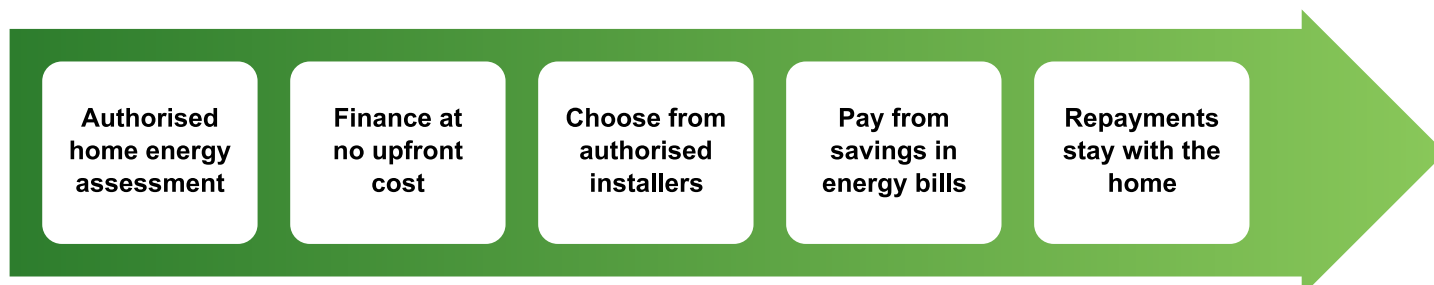 Authorised
home energy
assessment
Finance at
no upfront
cost
Choose from
authorised
installers
Pay from
savings in
energy bills
Repayments
stay with the
home